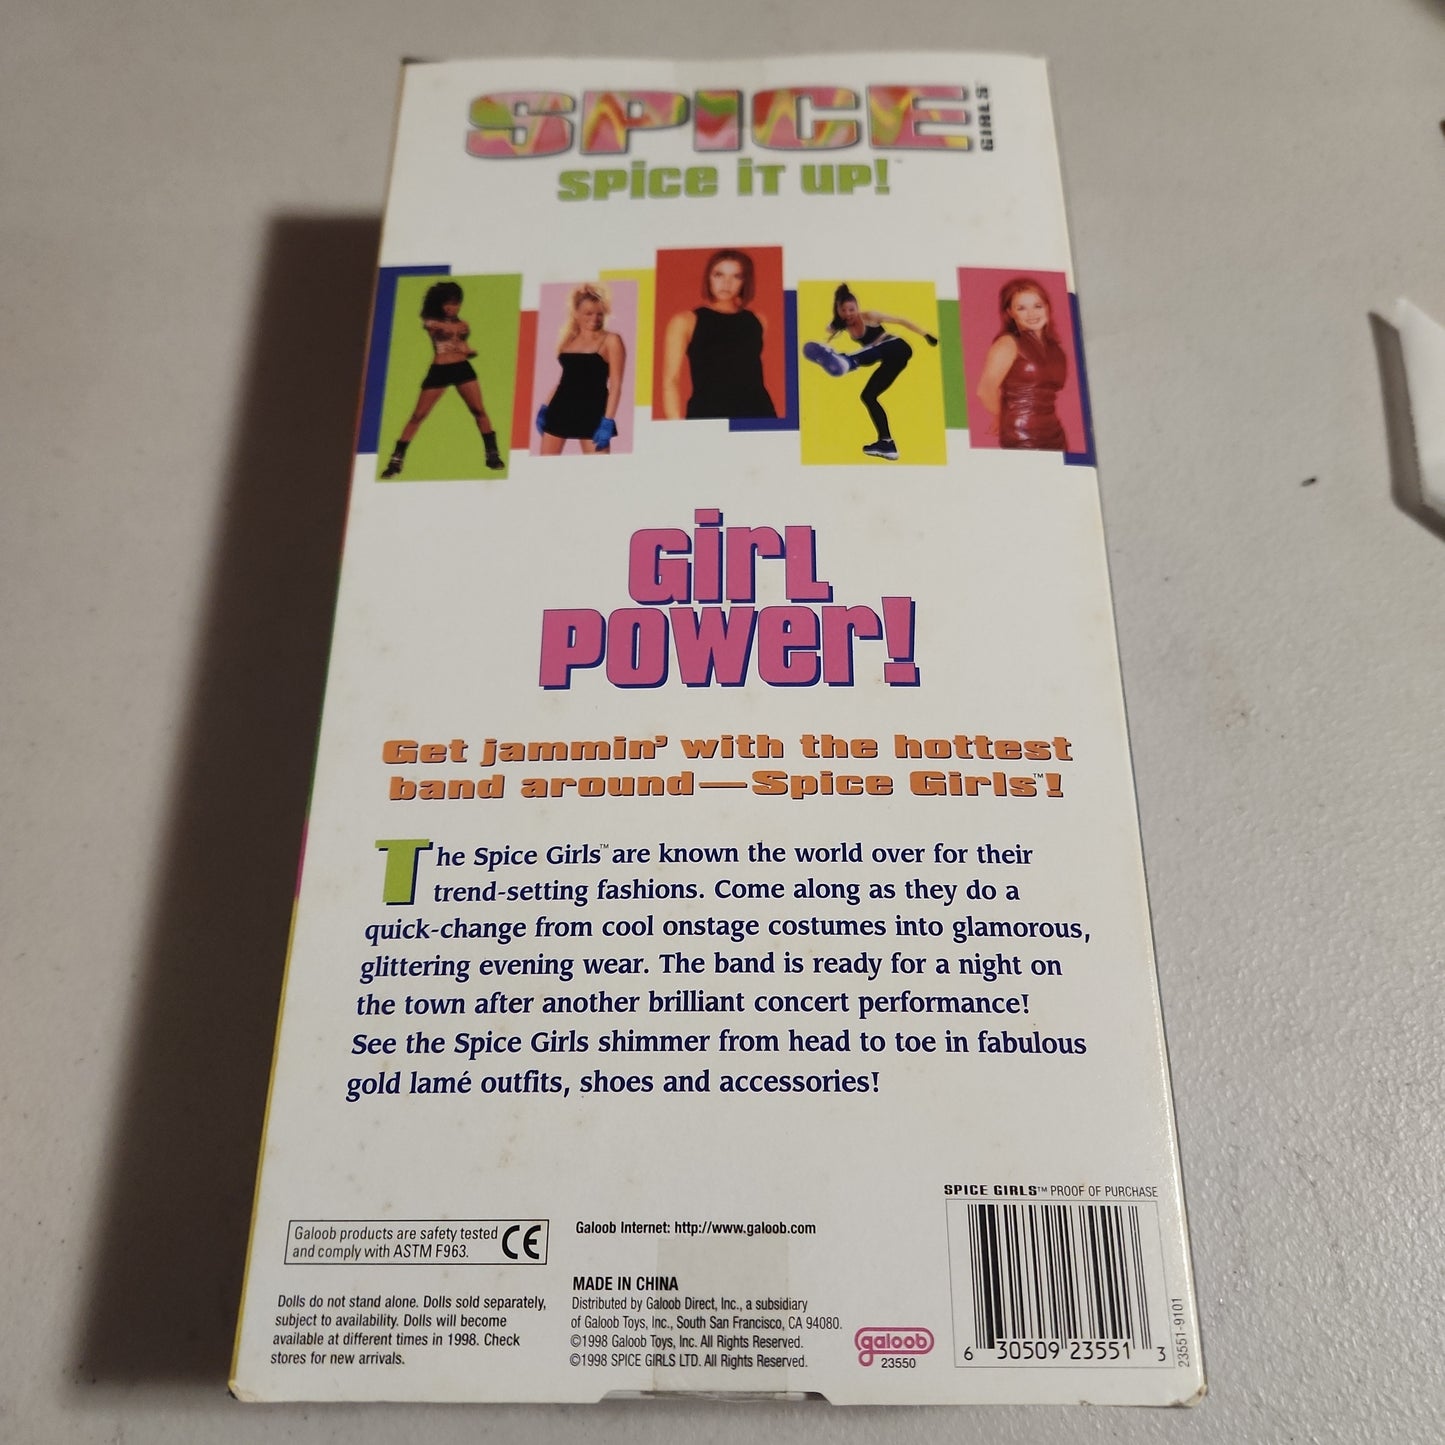 SPICE GIRLS™
Spice it up!™
Girl
Power!
Get jammin' with the hottest
band around—Spice Girls™!
The Spice Girls™ are known the world over for their
trend-setting fashions. Come along as they do a
quick-change from cool onstage costumes into glamorous,
glittering evening wear. The band is ready for a night on
the town after another brilliant concert performance!
See the Spice Girls shimmer from head to toe in fabulous
gold lamé outfits, shoes and accessories!
Galoob products are safety tested
and comply with ASTM F963.
CE
Dolls do not stand alone. Dolls sold separately,
subject to availability. Dolls will become
available at different times in 1998. Check
stores for new arrivals.
Galoob Internet: http://www.galoob.com
MADE IN CHINA
Distributed by Galoob Direct, Inc., a subsidiary
of Galoob Toys, Inc., South San Francisco, CA 94080.
©1998 Galoob Toys, Inc. All Rights Reserved.
©1998 SPICE GIRLS LTD. All Rights Reserved.
galoob
23550
SPICE GIRLS™ PROOF OF PURCHASE
6 30509 23551 3
23551-9101